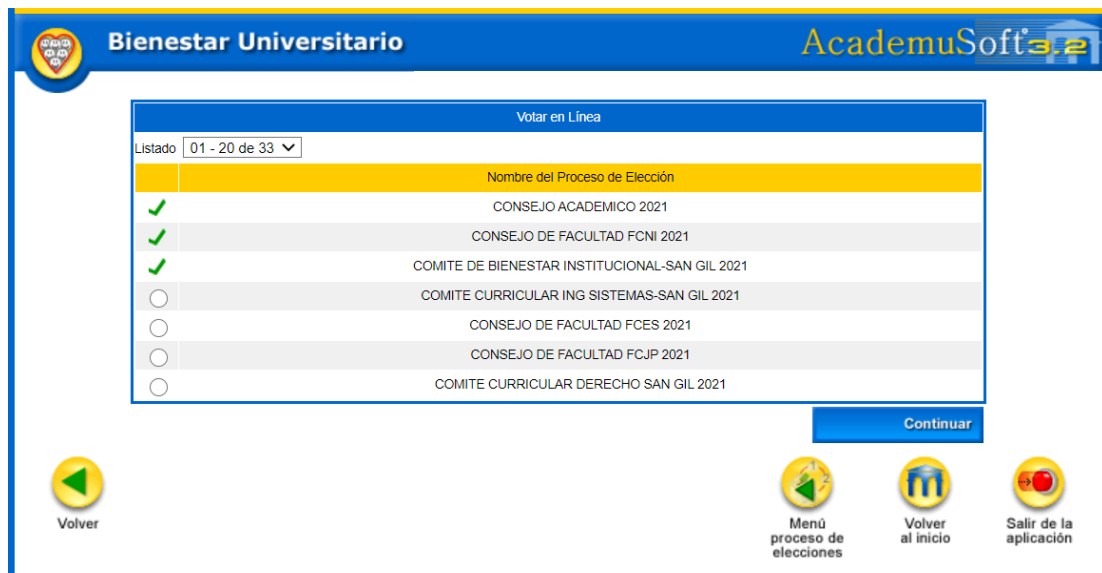 Bienestar Universitario
AcademuSoft 3.2
Votar en Línea
Listado 01 - 20 de 33
Nombre del Proceso de Elección
CONSEJO ACADEMICO 2021
CONSEJO DE FACULTAD FCNI 2021
COMITE DE BIENESTAR INSTITUCIONAL-SAN GIL 2021
COMITE CURRICULAR ING SISTEMAS-SAN GIL 2021
CONSEJO DE FACULTAD FCES 2021
CONSEJO DE FACULTAD FCJP 2021
COMITE CURRICULAR DERECHO SAN GIL 2021
Continuar
Volver
Menú
proceso de
elecciones
Volver
al inicio
Salir de la
aplicación